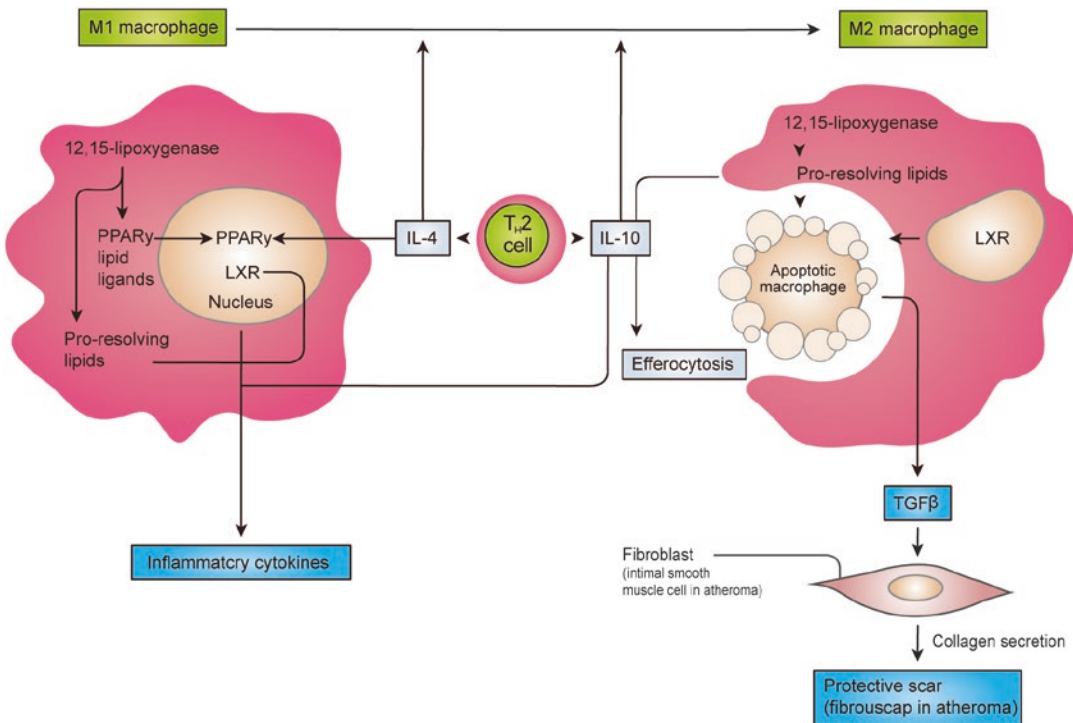 M1 macrophage
M2 macrophage
12,15-lipoxygenase
PPARγ
lipid
ligands
Pro-resolving
lipids
PPARγ
LXR
Nucleus
IL-4
TH2
cell
IL-10
Efferocytosis
12,15-lipoxygenase
Pro-resolving lipids
Apoptotic
macrophage
LXR
Inflammatcry cytokines
TGFβ
Fibroblast
(intimal smooth
muscle cell in atheroma)
Collagen secretion
Protective scar
(fibrouscap in atheroma)